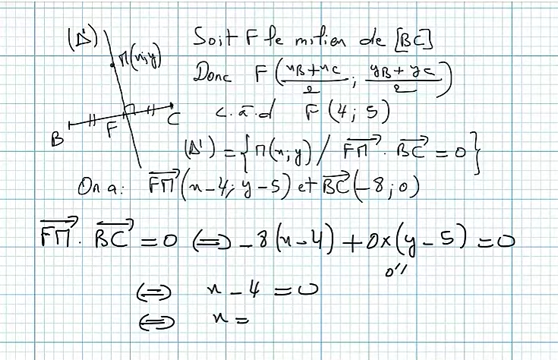 (Δ')
M(x;y)
B
F
C
Soit F le milieu de [BC]
Donc F((xB+xC)/2 ; (yB+yC)/2)
c.à.d F(4; 5)
(Δ') = {M(x;y) / FM→ . BC→ = 0}
On a: FM→(x-4; y-5) et BC→(-8; 0)
FM→ . BC→ = 0 ⟺ -8(x-4) + 0×(y-5) = 0
0"
⟺ x - 4 = 0
⟺ x =